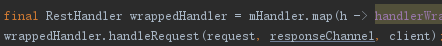 final RestHandler wrappedHandler = mHandler.map(h -> handlerWra
wrappedHandler.handleRequest(request, responseChannel, client);